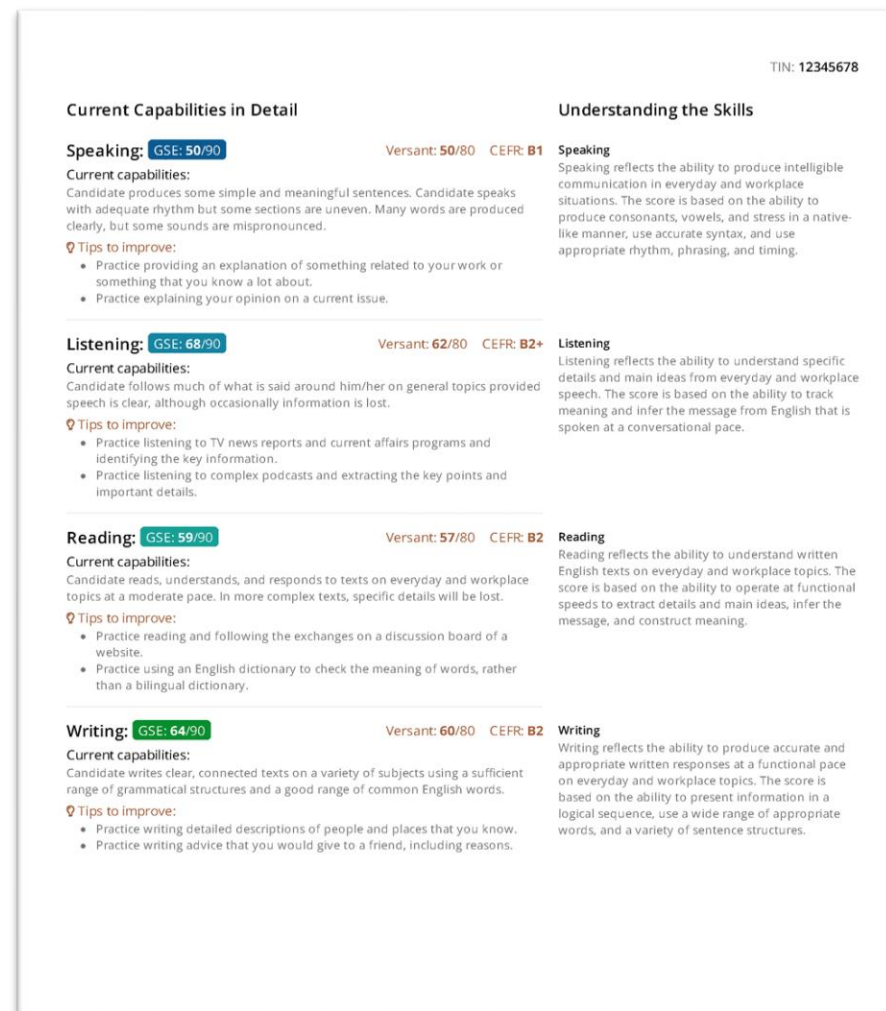 TIN: 12345678
Current Capabilities in Detail
Speaking: GSE: 50/90 Versant: 50/80 CEFR: B1
Current capabilities:
Candidate produces some simple and meaningful sentences. Candidate speaks
with adequate rhythm but some sections are uneven. Many words are produced
clearly, but some sounds are mispronounced.
Tips to improve:
• Practice providing an explanation of something related to your work or
something that you know a lot about.
• Practice explaining your opinion on a current issue.
Listening: GSE: 68/90 Versant: 62/80 CEFR: B2+
Current capabilities:
Candidate follows much of what is said around him/her on general topics provided
speech is clear, although occasionally information is lost.
Tips to improve:
• Practice listening to TV news reports and current affairs programs and
identifying the key information.
• Practice listening to complex podcasts and extracting the key points and
important details.
Reading: GSE: 59/90 Versant: 57/80 CEFR: B2
Current capabilities:
Candidate reads, understands, and responds to texts on everyday and workplace
topics at a moderate pace. In more complex texts, specific details will be lost.
Tips to improve:
• Practice reading and following the exchanges on a discussion board of a
website.
• Practice using an English dictionary to check the meaning of words, rather
than a bilingual dictionary.
Writing: GSE: 64/90 Versant: 60/80 CEFR: B2
Current capabilities:
Candidate writes clear, connected texts on a variety of subjects using a sufficient
range of grammatical structures and a good range of common English words.
Tips to improve:
• Practice writing detailed descriptions of people and places that you know.
• Practice writing advice that you would give to a friend, including reasons.
Understanding the Skills
Speaking
Speaking reflects the ability to produce intelligible
communication in everyday and workplace
situations. The score is based on the ability to
produce consonants, vowels, and stress in a native-
like manner, use accurate syntax, and use
appropriate rhythm, phrasing, and timing.
Listening
Listening reflects the ability to understand specific
details and main ideas from everyday and workplace
speech. The score is based on the ability to track
meaning and infer the message from English that is
spoken at a conversational pace.
Reading
Reading reflects the ability to understand written
English texts on everyday and workplace topics. The
score is based on the ability to operate at functional
speeds to extract details and main ideas, infer the
message, and construct meaning.
Writing
Writing reflects the ability to produce accurate and
appropriate written responses at a functional pace
on everyday and workplace topics. The score is
based on the ability to present information in a
logical sequence, use a wide range of appropriate
words, and a variety of sentence structures.